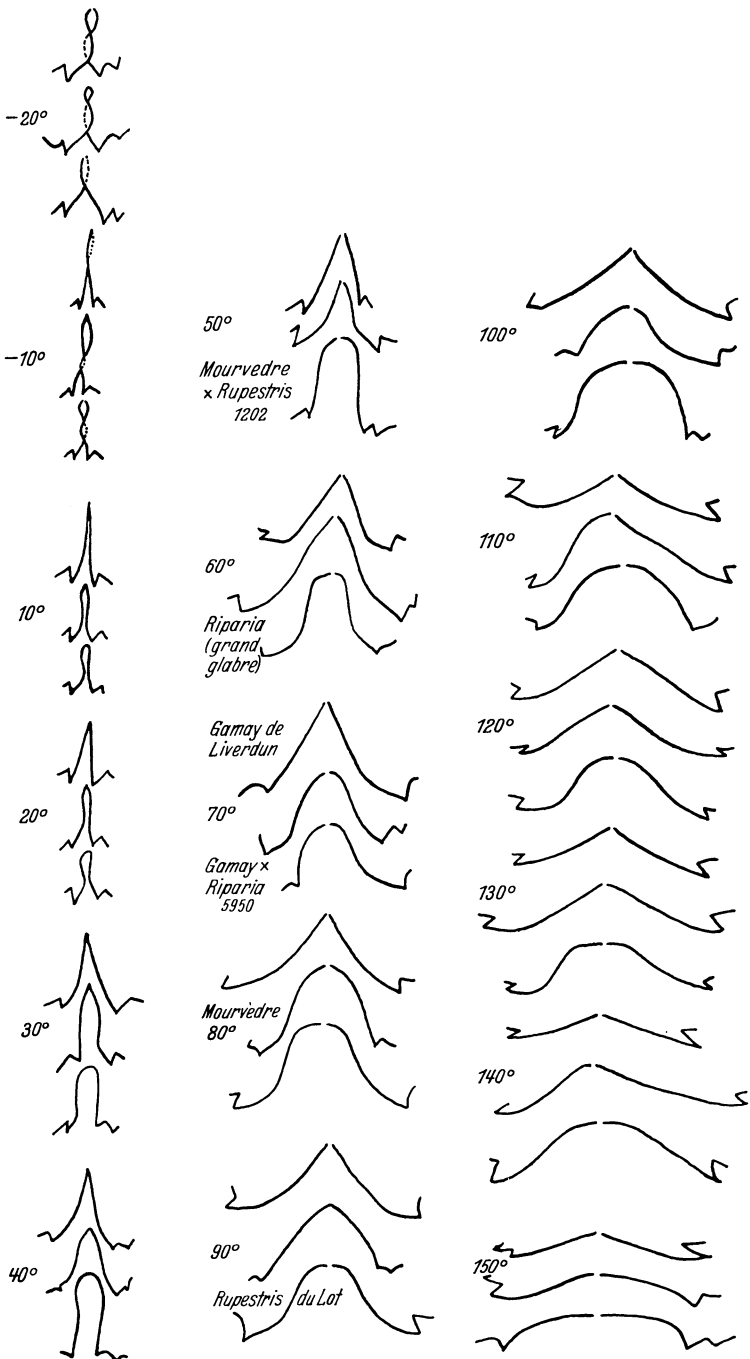 −20°
−10°
10°
20°
30°
40°
50°
Mourvedre
× Rupestris
1202
60°
Riparia
(grand
glabre)
Gamay de
Liverdun
70°
Gamay ×
Riparia
5950
Mourvèdre
80°
90°
Rupestris du Lot
100°
110°
120°
130°
140°
150°